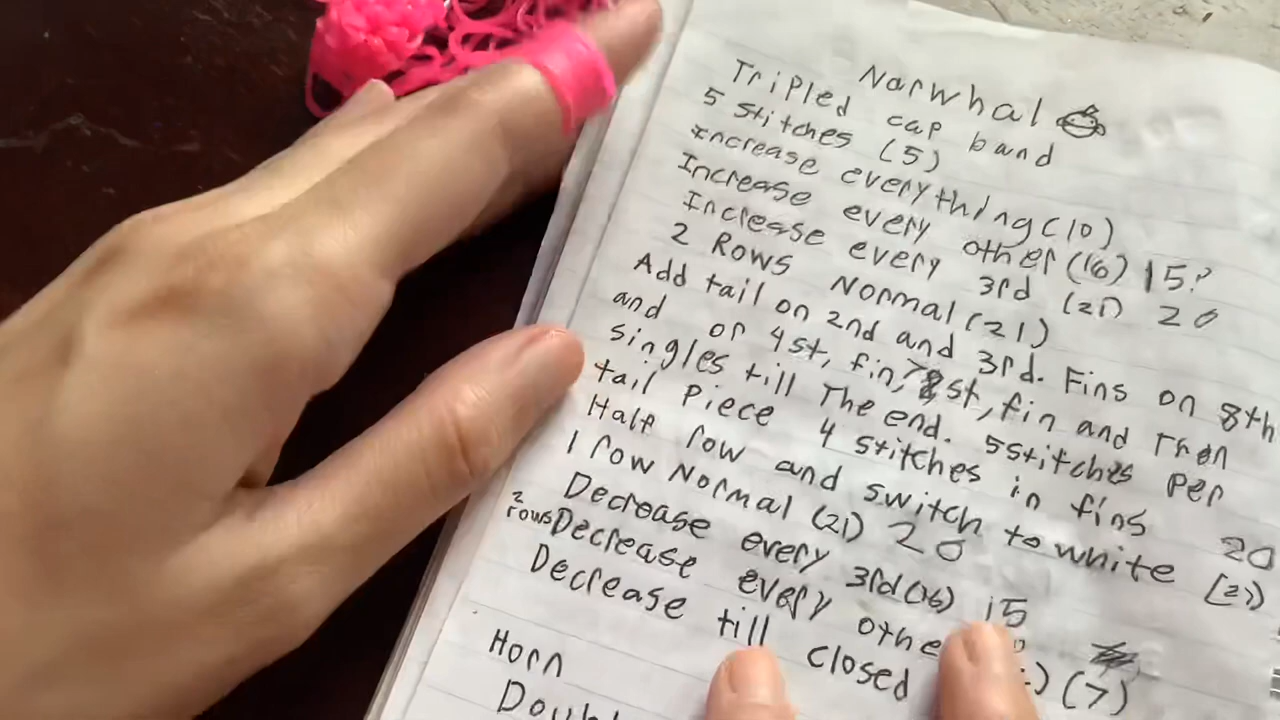 Narwhal
Tripled cap band
5 Stitches (5)
Increase everything (10)
Increase every other (16) 15?
Increase every 3rd (21) 20
2 Rows Normal (21)
Add tail on 2nd and 3rd. Fins on 8th
and or 4st, fin, st, fin and Then
singles till The end. 5 stitches per
tail Piece 4 stitches in fins
Half row and switch to white (21) 20
1 row Normal (21) 20
Decrease every 3rd (16) 15
2 rows Decrease every othe
Decrease till closed (7)
Horn
Doubl